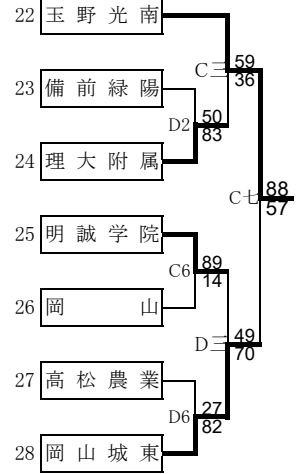 22 玉野光南
C三 59
36
23 備前緑陽
D2 50
83
24 理大附属
C七 88
57
25 明誠学院
C6 89
14
26 岡山
D三 49
70
27 高松農業
D6 27
82
28 岡山城東